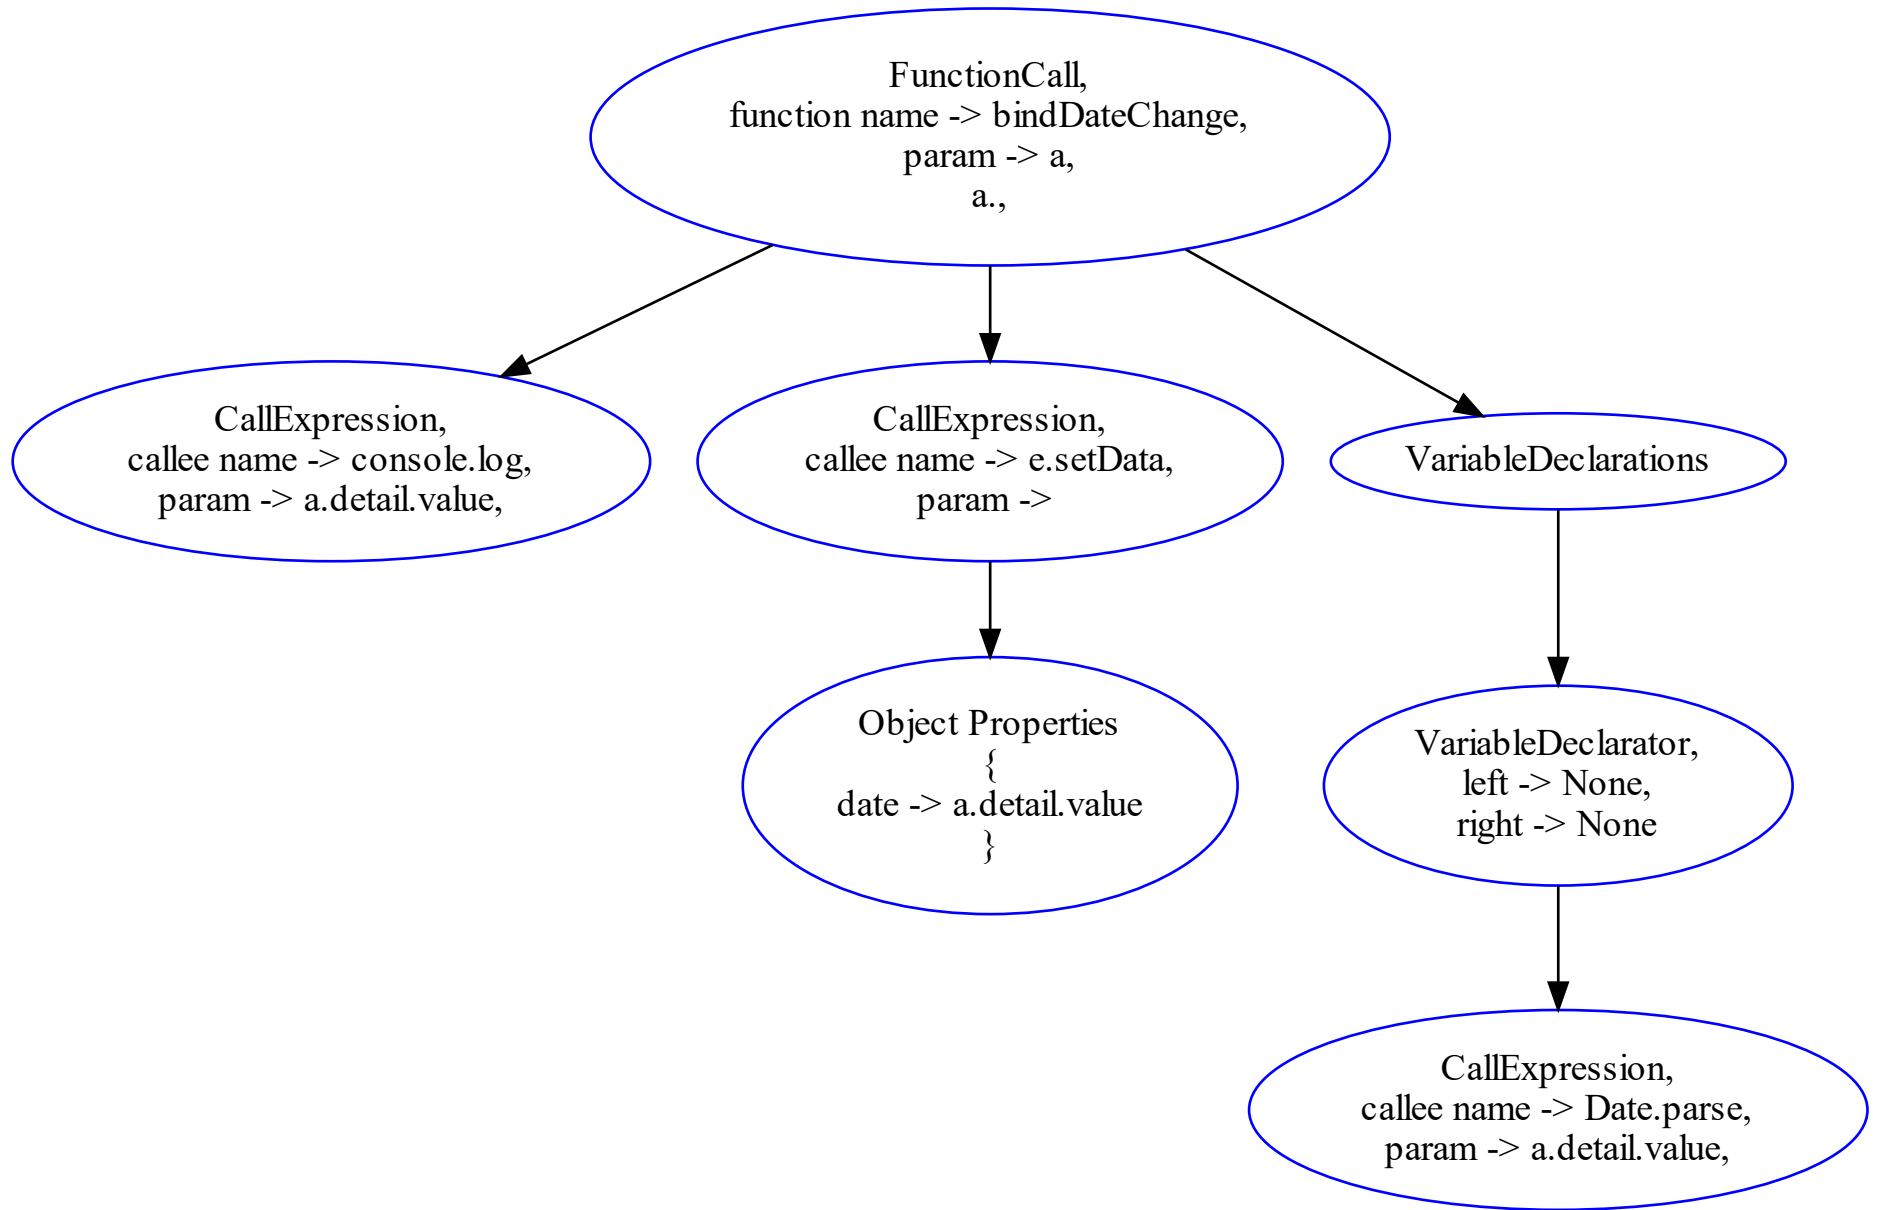 FunctionCall,
function name -> bindDateChange,
param -> a,
a.,
CallExpression,
callee name -> console.log,
param -> a.detail.value,
CallExpression,
callee name -> e.setData,
param ->
VariableDeclarations
Object Properties
{
date -> a.detail.value
}
VariableDeclarator,
left -> None,
right -> None
CallExpression,
callee name -> Date.parse,
param -> a.detail.value,